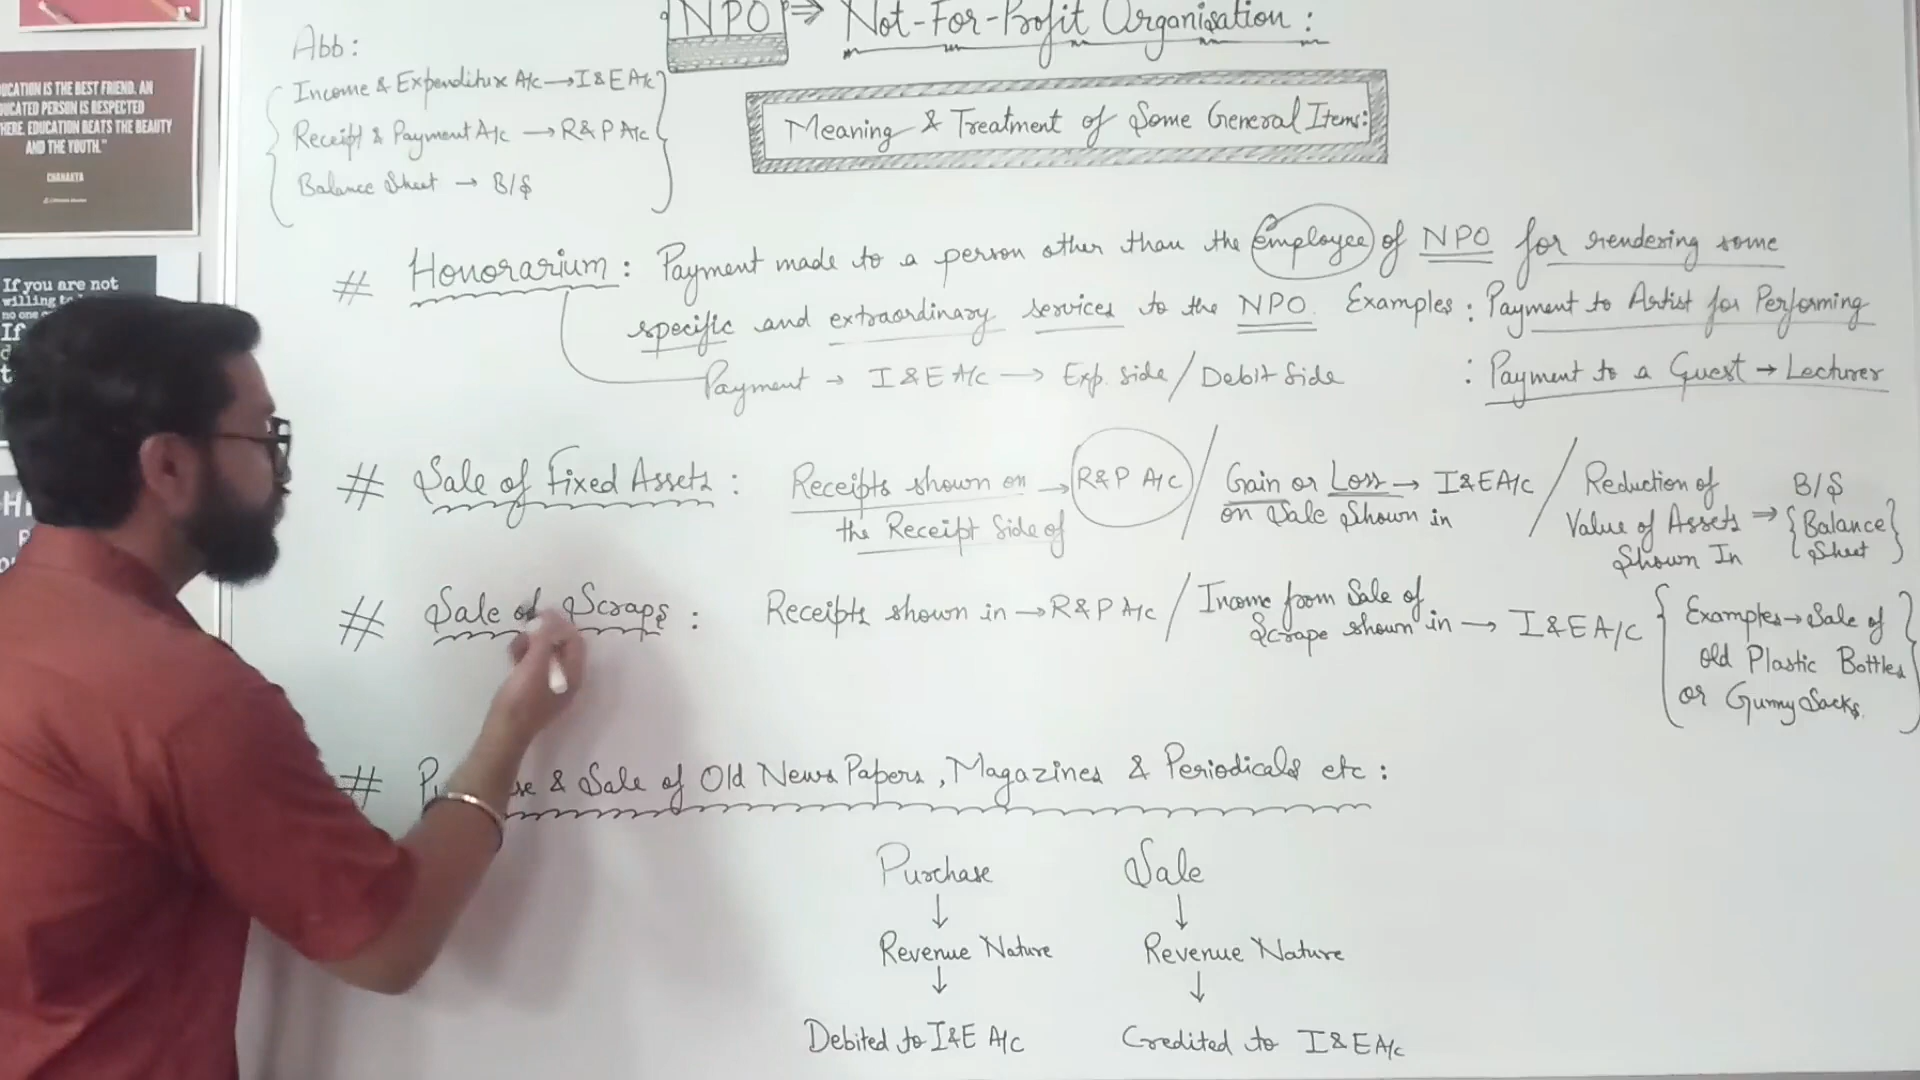 NPO ⇒ Not-For-Profit Organisation :
Meaning & Treatment of Some General Items:
Abb :
Income & Expenditure A/c → I&E A/c
Receipt & Payment A/c → R&P A/c
Balance Sheet → B/S
# Honorarium : Payment made to a person other than the employee of NPO for rendering some
specific and extraordinary services to the NPO. Examples : Payment to Artist for Performing
Payment → I&E A/c → Exp. Side / Debit Side : Payment to a Guest → Lecturer
# Sale of Fixed Assets : Receipts shown on → R&P A/c / Gain or Loss → I&E A/c / Reduction of B/S
the Receipt Side of on Sale Shown in Value of Assets ⇒ {Balance
Shown In Sheet}
# Sale of Scraps : Receipts shown in → R&P A/c / Income from Sale of
Scrape shown in → I&E A/c { Examples → Sale of
Old Plastic Bottles
or Gunny Sacks. }
# & Sale of Old News Papers, Magazines & Periodicals etc :
Purchase Sale
↓ ↓
Revenue Nature Revenue Nature
↓ ↓
Debited to I&E A/c Credited to I&E A/c
UCATION IS THE BEST FRIEND. AN
UCATED PERSON IS RESPECTED
HERE. EDUCATION BEATS THE BEAUTY
AND THE YOUTH."
CHANAKYA
If you are not
willing to
no one
If